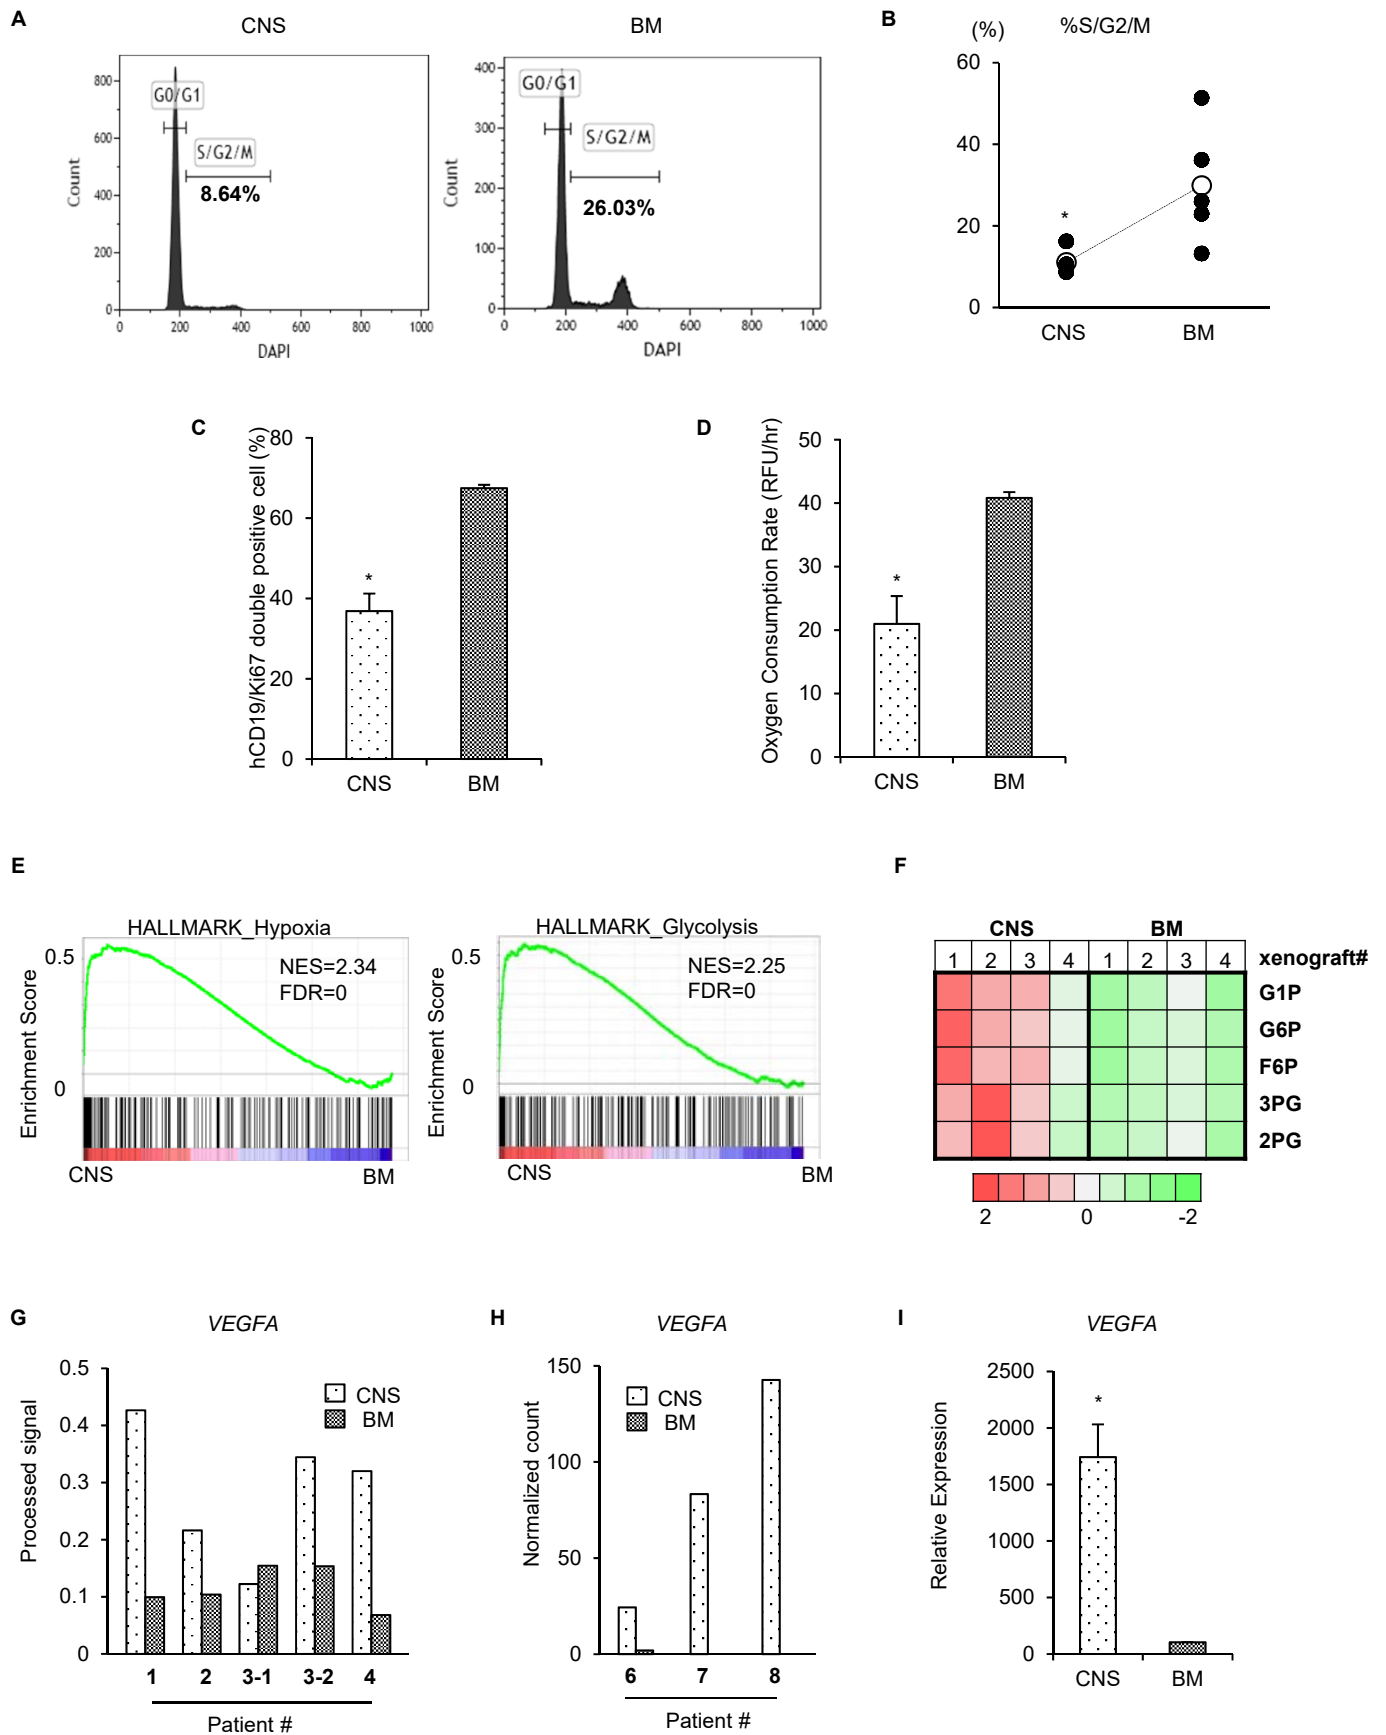 A
CNS
BM
B
(%)
%S/G2/M
Count
800
600
400
200
0
G0/G1
S/G2/M
8.64%
0
200
400
600
800
1000
DAPI
Count
400
300
200
100
0
G0/G1
S/G2/M
26.03%
0
200
400
600
800
1000
DAPI
60
40
20
0
*
CNS
BM
C
hCD19/Ki67 double positive cell (%)
80
60
40
20
0
*
CNS
BM
D
Oxygen Consumption Rate (RFU/hr)
50
40
30
20
10
0
*
CNS
BM
E
HALLMARK_Hypoxia
Enrichment Score
0.5
0
NES=2.34
FDR=0
CNS
BM
HALLMARK_Glycolysis
Enrichment Score
0.5
0
NES=2.25
FDR=0
CNS
BM
F
CNS
BM
1 2 3 4 1 2 3 4 xenograft#
G1P
G6P
F6P
3PG
2PG
2 0 -2
G
VEGFA
Processed signal
0.5
0.4
0.3
0.2
0.1
0
CNS
BM
1 2 3-1 3-2 4
Patient #
H
VEGFA
Normalized count
150
100
50
0
CNS
BM
6 7 8
Patient #
I
VEGFA
Relative Expression
2500
2000
1500
1000
500
0
*
CNS
BM